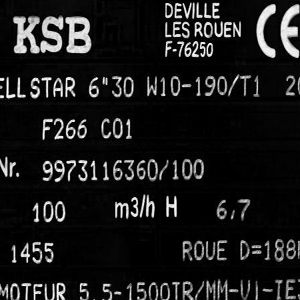 KSB DEVILLE
LES ROUEN
F-76250
CE
ELLSTAR 6"30 W10-190/T1 20
F266 C01
Nr. 9973116360/100
100 m3/h H 6,7
1455 ROUE D=188
MOTEUR 5,5-1500TR/MM-V1-IE